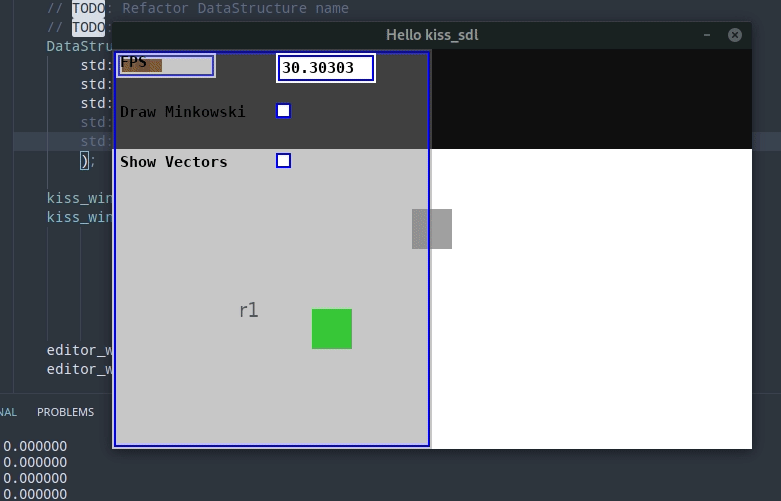 // TODO: Refactor DataStructure name
// TODO:
DataStru
Hello kiss_sdl
std:
FPS
30.30303
std:
std:
Draw Minkowski
std:
std:
);
Show Vectors
kiss_win
kiss_win
r1
editor_w
editor_w
NAL PROBLEMS
0.000000
0.000000
0.000000
0.000000